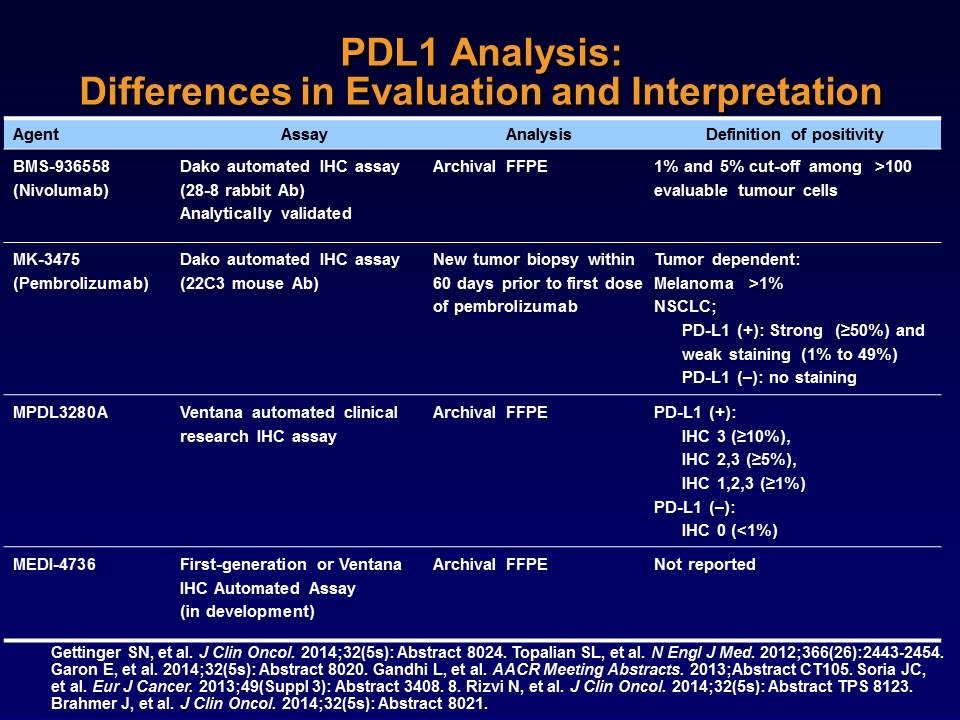 PDL1 Analysis:
Differences in Evaluation and Interpretation
Agent Assay Analysis Definition of positivity
BMS-936558 Dako automated IHC assay Archival FFPE 1% and 5% cut-off among >100
(Nivolumab) (28-8 rabbit Ab) evaluable tumour cells
Analytically validated
MK-3475 Dako automated IHC assay New tumor biopsy within Tumor dependent:
(Pembrolizumab) (22C3 mouse Ab) 60 days prior to first dose Melanoma >1%
of pembrolizumab NSCLC;
PD-L1 (+): Strong (≥50%) and
weak staining (1% to 49%)
PD-L1 (–): no staining
MPDL3280A Ventana automated clinical Archival FFPE PD-L1 (+):
research IHC assay IHC 3 (≥10%),
IHC 2,3 (≥5%),
IHC 1,2,3 (≥1%)
PD-L1 (–):
IHC 0 (<1%)
MEDI-4736 First-generation or Ventana Archival FFPE Not reported
IHC Automated Assay
(in development)
Gettinger SN, et al. J Clin Oncol. 2014;32(5s): Abstract 8024. Topalian SL, et al. N Engl J Med. 2012;366(26):2443-2454.
Garon E, et al. 2014;32(5s): Abstract 8020. Gandhi L, et al. AACR Meeting Abstracts. 2013;Abstract CT105. Soria JC,
et al. Eur J Cancer. 2013;49(Suppl 3): Abstract 3408. 8. Rizvi N, et al. J Clin Oncol. 2014;32(5s): Abstract TPS 8123.
Brahmer J, et al. J Clin Oncol. 2014;32(5s): Abstract 8021.